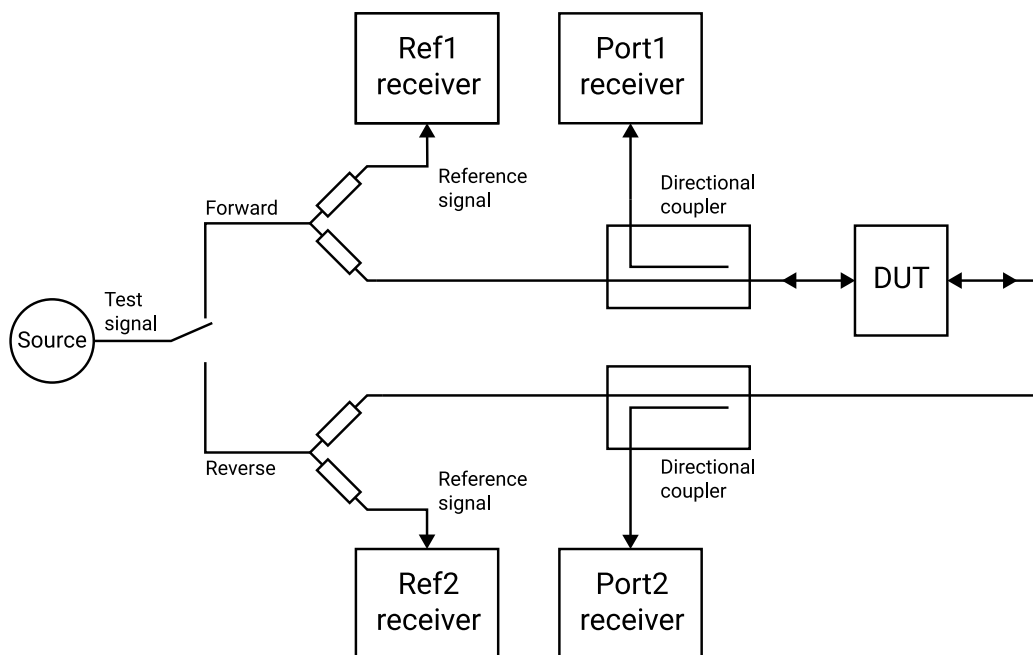 Ref1
receiver
Port1
receiver
Reference
signal
Directional
coupler
Forward
DUT
Test
signal
Source
Reverse
Reference
signal
Directional
coupler
Ref2
receiver
Port2
receiver